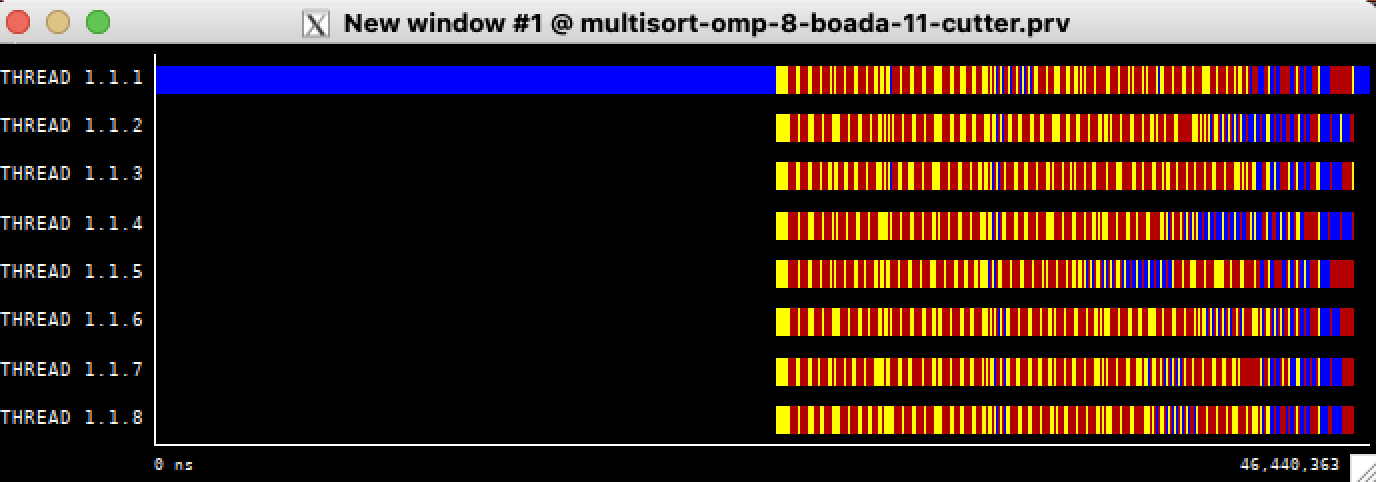 New window #1 @ multisort-omp-8-boada-11-cutter.prv
THREAD 1.1.1
THREAD 1.1.2
THREAD 1.1.3
THREAD 1.1.4
THREAD 1.1.5
THREAD 1.1.6
THREAD 1.1.7
THREAD 1.1.8
0 ns 46,440,363